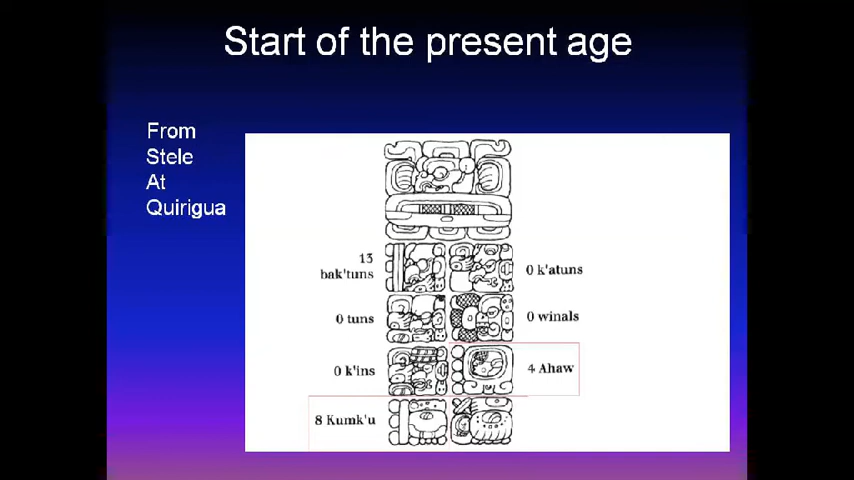 Start of the present age
From
Stele
At
Quirigua
13
bak'tuns
0 k'atuns
0 tuns
0 winals
0 k'ins
4 Ahaw
8 Kumk'u